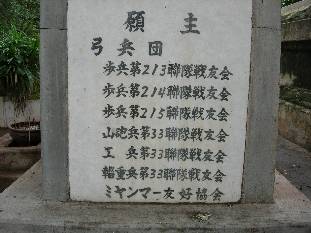 願主
弓兵団
歩兵第213聯隊戦友会
歩兵第214聯隊戦友会
歩兵第215聯隊戦友会
山砲兵第33聯隊戦友会
工兵第33聯隊戦友会
輜重兵第33聯隊戦友会
ミヤンマー友好協会